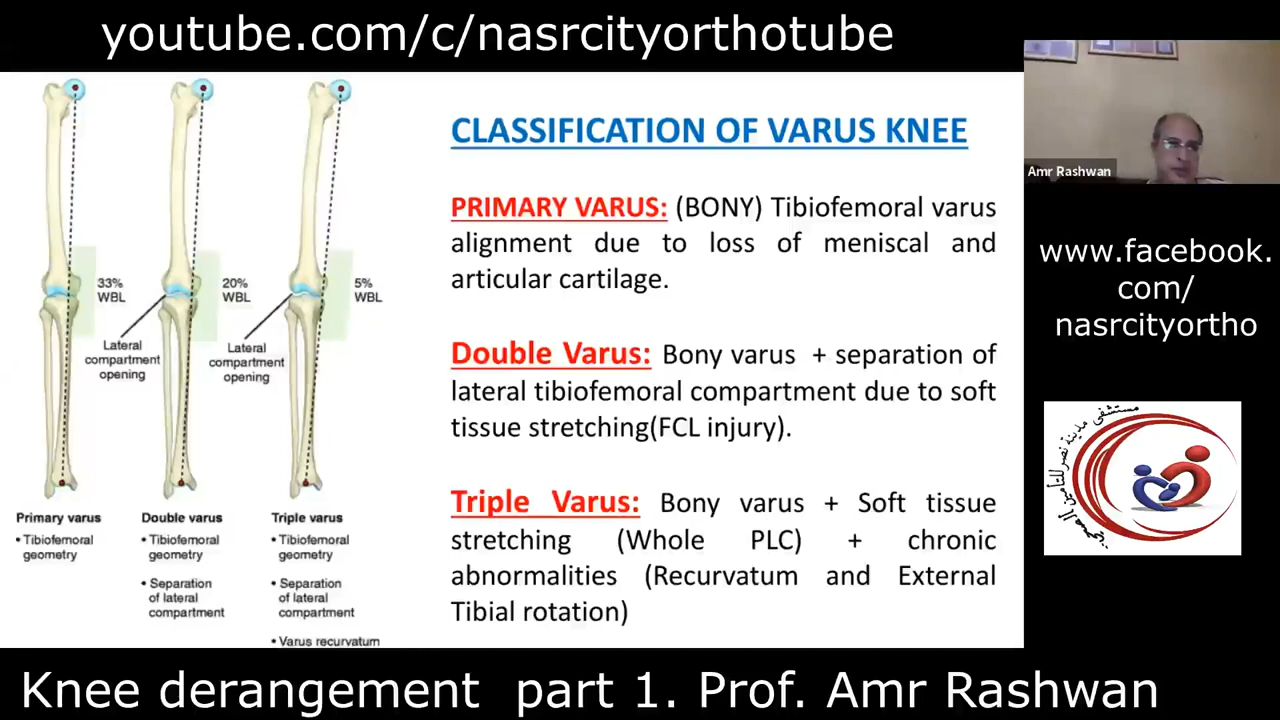 youtube.com/c/nasrcityorthotube
33%
WBL
20%
WBL
5%
WBL
Lateral
compartment
opening
Lateral
compartment
opening
Primary varus
• Tibiofemoral
geometry
Double varus
• Tibiofemoral
geometry
• Separation
of lateral
compartment
Triple varus
• Tibiofemoral
geometry
• Separation
of lateral
compartment
• Varus recurvatum
CLASSIFICATION OF VARUS KNEE
PRIMARY VARUS: (BONY) Tibiofemoral varus
alignment due to loss of meniscal and
articular cartilage.
Double Varus: Bony varus + separation of
lateral tibiofemoral compartment due to soft
tissue stretching(FCL injury).
Triple Varus: Bony varus + Soft tissue
stretching (Whole PLC) + chronic
abnormalities (Recurvatum and External
Tibial rotation)
Amr Rashwan
www.facebook.
com/
nasrcityortho
مستشفى مدينة نصر للتأمين الصحى
Knee derangement part 1. Prof. Amr Rashwan